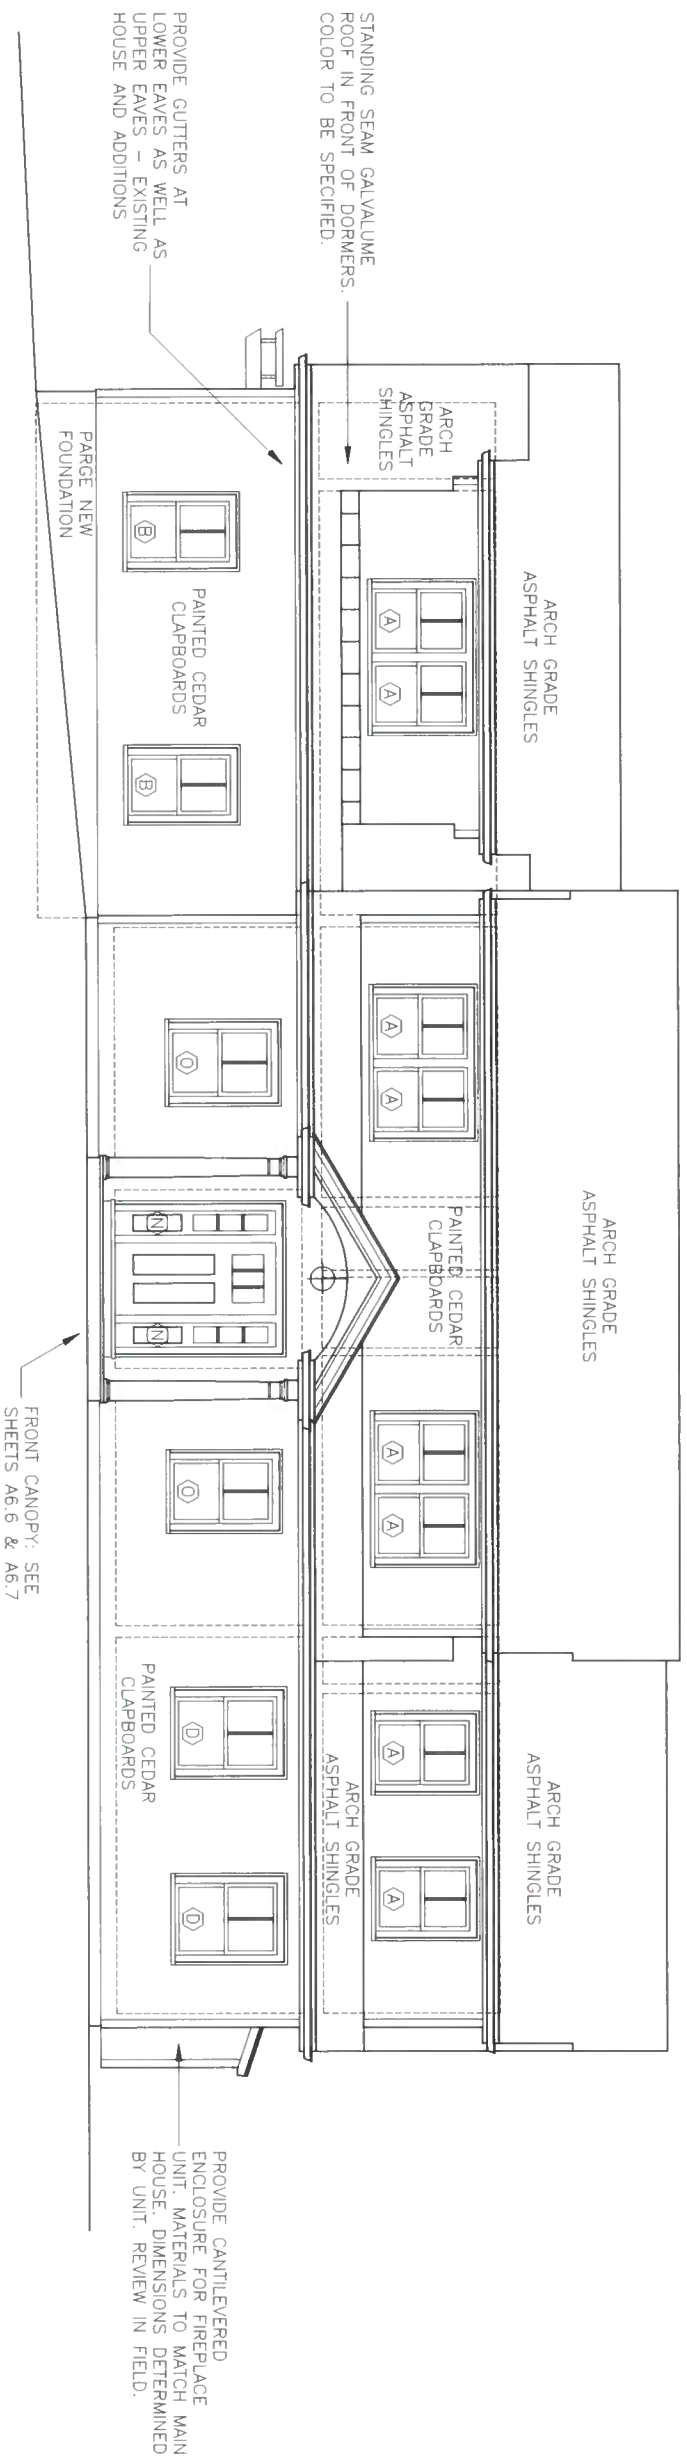 STANDING SEAM GALVALUME
ROOF IN FRONT OF DORMERS.
COLOR TO BE SPECIFIED.
PROVIDE GUTTERS AT
LOWER EAVES AS WELL AS
UPPER EAVES – EXISTING
HOUSE AND ADDITIONS
ARCH GRADE
ASPHALT SHINGLES
ARCH
GRADE
ASPHALT
SHINGLES
A
A
PAINTED CEDAR
CLAPBOARDS
B
B
PARGE NEW
FOUNDATION
ARCH GRADE
ASPHALT SHINGLES
A
A
PAINTED CEDAR
CLAPBOARDS
A
A
O
N
N
O
FRONT CANOPY: SEE
SHEETS A6.6 & A6.7
ARCH GRADE
ASPHALT SHINGLES
A
A
ARCH GRADE
ASPHALT SHINGLES
D
D
PAINTED CEDAR
CLAPBOARDS
PROVIDE CANTILEVERED
ENCLOSURE FOR FIREPLACE
UNIT. MATERIALS TO MATCH MAIN
HOUSE. DIMENSIONS DETERMINED
BY UNIT. REVIEW IN FIELD.